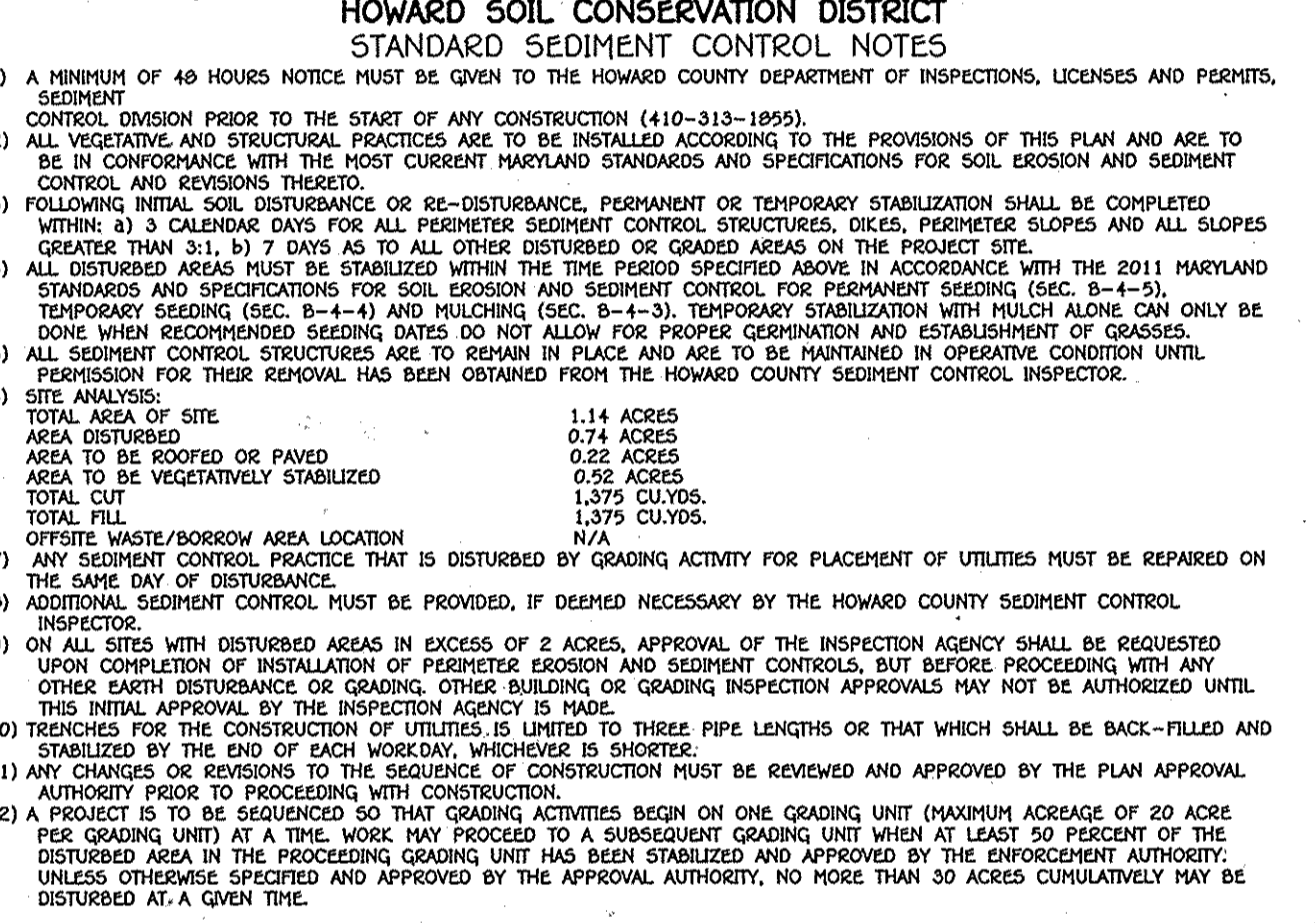 HOWARD SOIL CONSERVATION DISTRICT
STANDARD SEDIMENT CONTROL NOTES
) A MINIMUM OF 48 HOURS NOTICE MUST BE GIVEN TO THE HOWARD COUNTY DEPARTMENT OF INSPECTIONS, LICENSES AND PERMITS,
SEDIMENT
CONTROL DIVISION PRIOR TO THE START OF ANY CONSTRUCTION (410-313-1855).
) ALL VEGETATIVE AND STRUCTURAL PRACTICES ARE TO BE INSTALLED ACCORDING TO THE PROVISIONS OF THIS PLAN AND ARE TO
BE IN CONFORMANCE WITH THE MOST CURRENT MARYLAND STANDARDS AND SPECIFICATIONS FOR SOIL EROSION AND SEDIMENT
CONTROL AND REVISIONS THERETO.
) FOLLOWING INITIAL SOIL DISTURBANCE OR RE-DISTURBANCE, PERMANENT OR TEMPORARY STABILIZATION SHALL BE COMPLETED
WITHIN: a) 3 CALENDAR DAYS FOR ALL PERIMETER SEDIMENT CONTROL STRUCTURES, DIKES, PERIMETER SLOPES AND ALL SLOPES
GREATER THAN 3:1, b) 7 DAYS AS TO ALL OTHER DISTURBED OR GRADED AREAS ON THE PROJECT SITE.
) ALL DISTURBED AREAS MUST BE STABILIZED WITHIN THE TIME PERIOD SPECIFIED ABOVE IN ACCORDANCE WITH THE 2011 MARYLAND
STANDARDS AND SPECIFICATIONS FOR SOIL EROSION AND SEDIMENT CONTROL FOR PERMANENT SEEDING (SEC. B-4-5),
TEMPORARY SEEDING (SEC. B-4-4) AND MULCHING (SEC. B-4-3). TEMPORARY STABILIZATION WITH MULCH ALONE CAN ONLY BE
DONE WHEN RECOMMENDED SEEDING DATES DO NOT ALLOW FOR PROPER GERMINATION AND ESTABLISHMENT OF GRASSES.
) ALL SEDIMENT CONTROL STRUCTURES ARE TO REMAIN IN PLACE AND ARE TO BE MAINTAINED IN OPERATIVE CONDITION UNTIL
PERMISSION FOR THEIR REMOVAL HAS BEEN OBTAINED FROM THE HOWARD COUNTY SEDIMENT CONTROL INSPECTOR.
) SITE ANALYSIS:
TOTAL AREA OF SITE 1.14 ACRES
AREA DISTURBED 0.74 ACRES
AREA TO BE ROOFED OR PAVED 0.22 ACRES
AREA TO BE VEGETATIVELY STABILIZED 0.52 ACRES
TOTAL CUT 1,375 CU.YDS.
TOTAL FILL 1,375 CU.YDS.
OFFSITE WASTE/BORROW AREA LOCATION N/A
) ANY SEDIMENT CONTROL PRACTICE THAT IS DISTURBED BY GRADING ACTIVITY FOR PLACEMENT OF UTILITIES MUST BE REPAIRED ON
THE SAME DAY OF DISTURBANCE.
) ADDITIONAL SEDIMENT CONTROL MUST BE PROVIDED, IF DEEMED NECESSARY BY THE HOWARD COUNTY SEDIMENT CONTROL
INSPECTOR.
) ON ALL SITES WITH DISTURBED AREAS IN EXCESS OF 2 ACRES, APPROVAL OF THE INSPECTION AGENCY SHALL BE REQUESTED
UPON COMPLETION OF INSTALLATION OF PERIMETER EROSION AND SEDIMENT CONTROLS, BUT BEFORE PROCEEDING WITH ANY
OTHER EARTH DISTURBANCE OR GRADING. OTHER BUILDING OR GRADING INSPECTION APPROVALS MAY NOT BE AUTHORIZED UNTIL
THIS INITIAL APPROVAL BY THE INSPECTION AGENCY IS MADE.
0) TRENCHES FOR THE CONSTRUCTION OF UTILITIES IS LIMITED TO THREE PIPE LENGTHS OR THAT WHICH SHALL BE BACK-FILLED AND
STABILIZED BY THE END OF EACH WORKDAY, WHICHEVER IS SHORTER.
1) ANY CHANGES OR REVISIONS TO THE SEQUENCE OF CONSTRUCTION MUST BE REVIEWED AND APPROVED BY THE PLAN APPROVAL
AUTHORITY PRIOR TO PROCEEDING WITH CONSTRUCTION.
2) A PROJECT IS TO BE SEQUENCED SO THAT GRADING ACTIVITIES BEGIN ON ONE GRADING UNIT (MAXIMUM ACREAGE OF 20 ACRE
PER GRADING UNIT) AT A TIME. WORK MAY PROCEED TO A SUBSEQUENT GRADING UNIT WHEN AT LEAST 50 PERCENT OF THE
DISTURBED AREA IN THE PROCEEDING GRADING UNIT HAS BEEN STABILIZED AND APPROVED BY THE ENFORCEMENT AUTHORITY.
UNLESS OTHERWISE SPECIFIED AND APPROVED BY THE APPROVAL AUTHORITY, NO MORE THAN 30 ACRES CUMULATIVELY MAY BE
DISTURBED AT A GIVEN TIME.